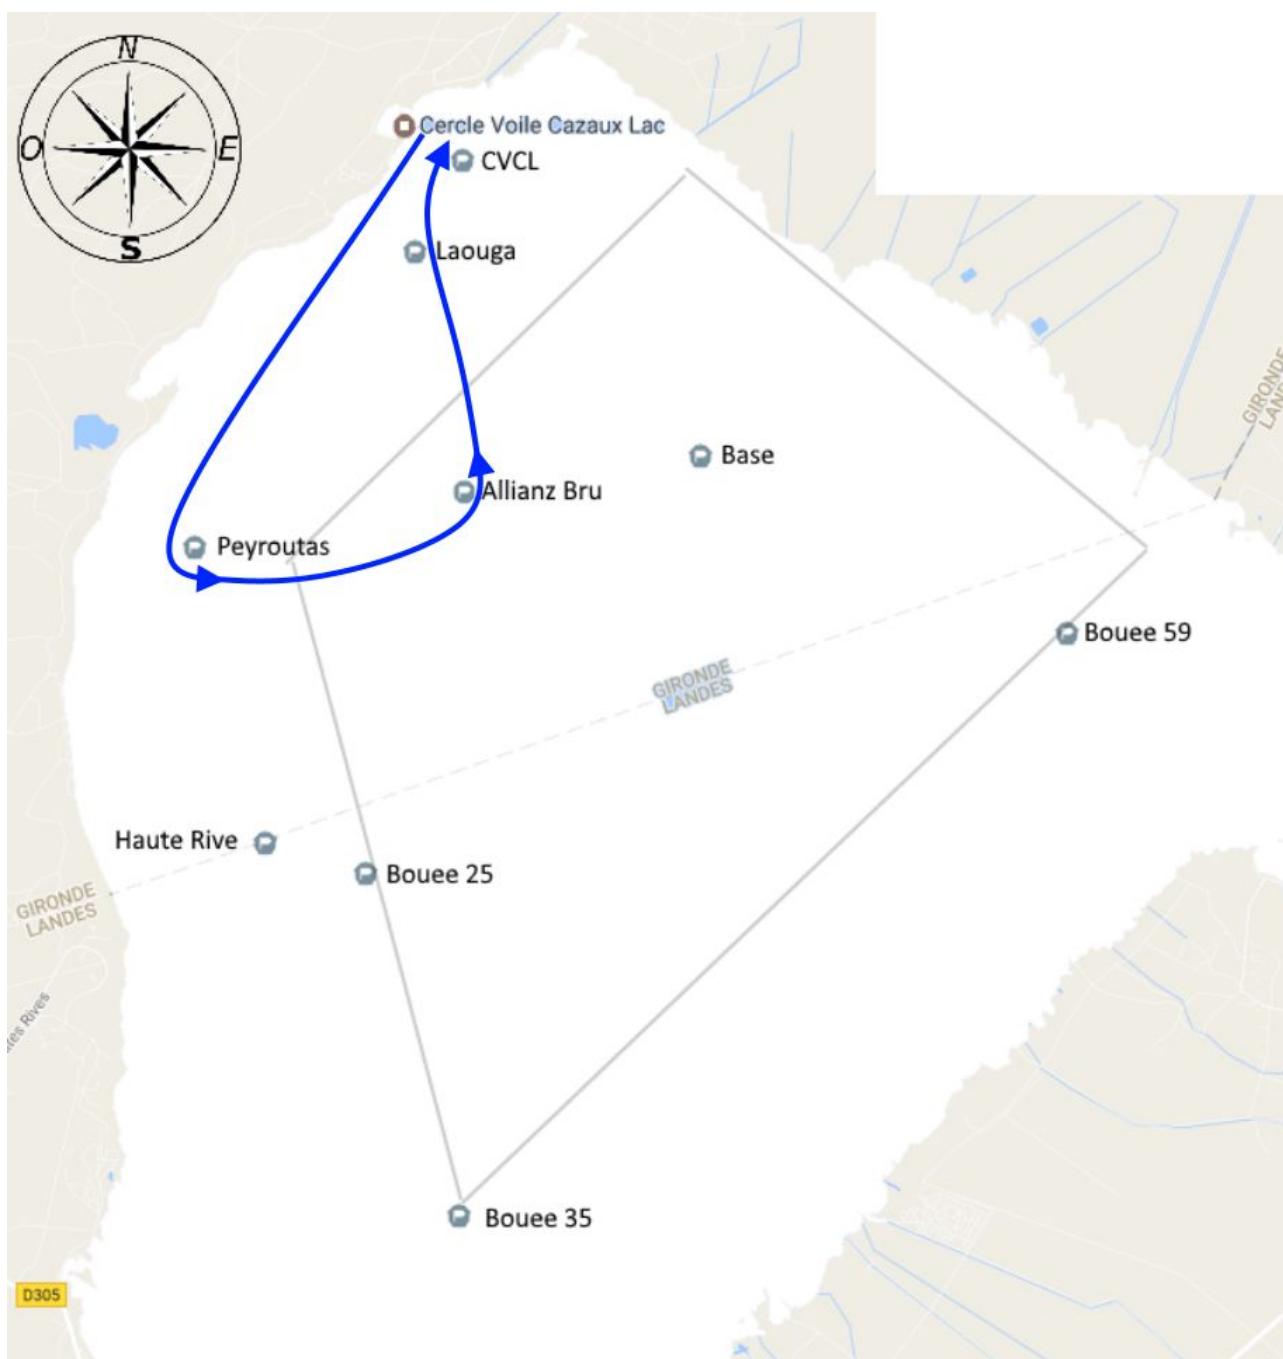 N
O
E
S
Cercle Voile Cazaux Lac
CVCL
Laouga
GIRONDE
Base
Allianz Bru
Peyroutas
Bouee 59
GIRONDE
LANDES
Haute Rive
Bouee 25
GIRONDE
LANDES
Bouee 35
D305